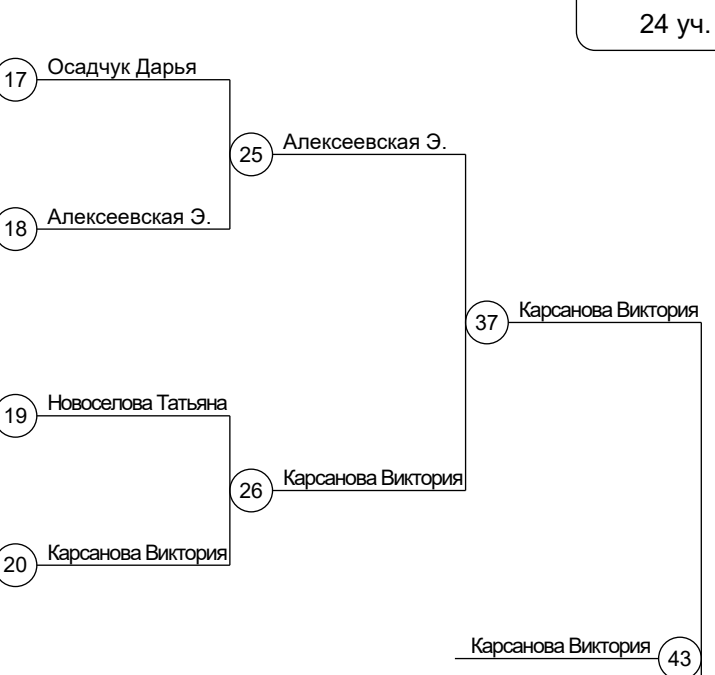 24 уч.
17 Осадчук Дарья
25 Алексеевская Э.
18 Алексеевская Э.
37 Карсанова Виктория
19 Новоселова Татьяна
26 Карсанова Виктория
20 Карсанова Виктория
Карсанова Виктория 43